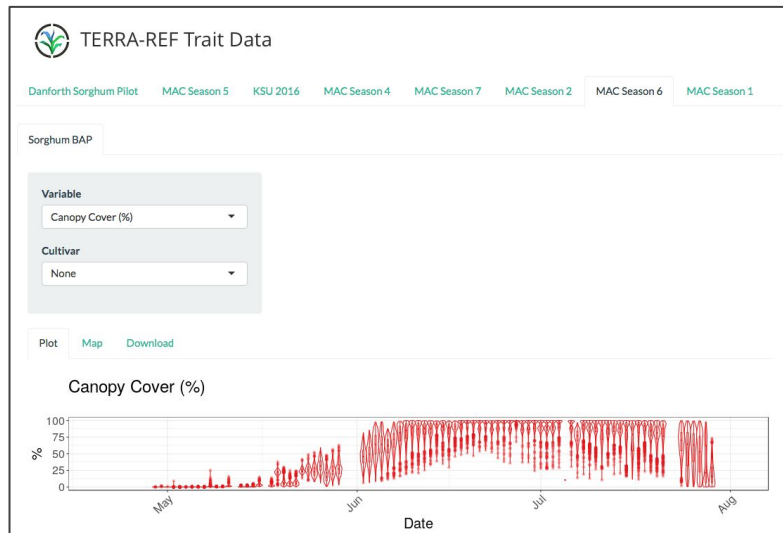 TERRA-REF Trait Data
Danforth Sorghum Pilot MAC Season 5 KSU 2016 MAC Season 4 MAC Season 7 MAC Season 2 MAC Season 6 MAC Season 1
Sorghum BAP
Variable
Canopy Cover (%)
Cultivar
None
Plot Map Download
Canopy Cover (%)
100
75
50
25
0
%
May Jun Jul Aug
Date